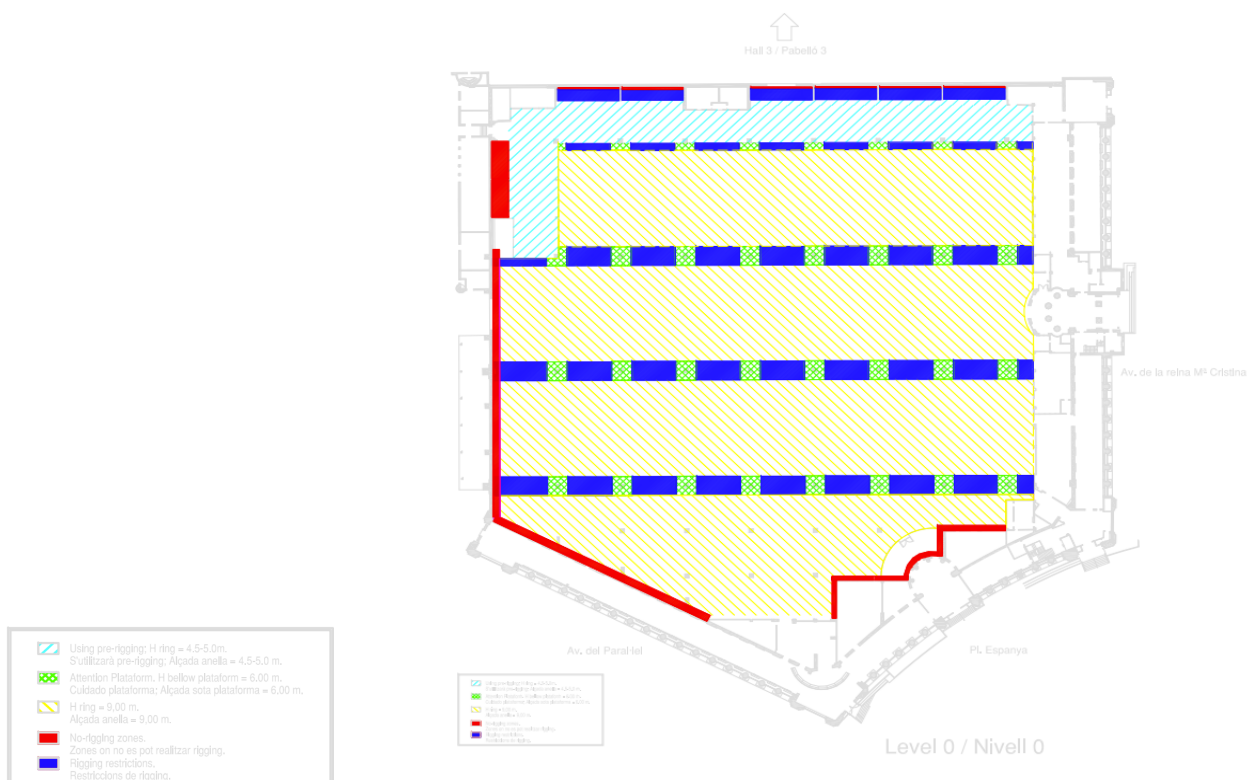 Hall 3 / Pabelló 3
Av. de la reina Mª Cristina
Av. del Paral·lel
Pl. Espanya
Level 0 / Nivell 0
Using pre-rigging: H ring = 4.5-5.0m.
S'utilitzarà pre-rigging: Alçada anella = 4.5-5.0 m.
Attention Plataform. H bellow plataform = 6.00 m.
Cuidado plataforma: Alçada sota plataforma = 6,00 m.
H ring = 9,00 m.
Alçada anella = 9,00 m.
No-rigging zones.
Zones on no es pot realitzar rigging.
Rigging restrictions.
Restriccions de rigging.